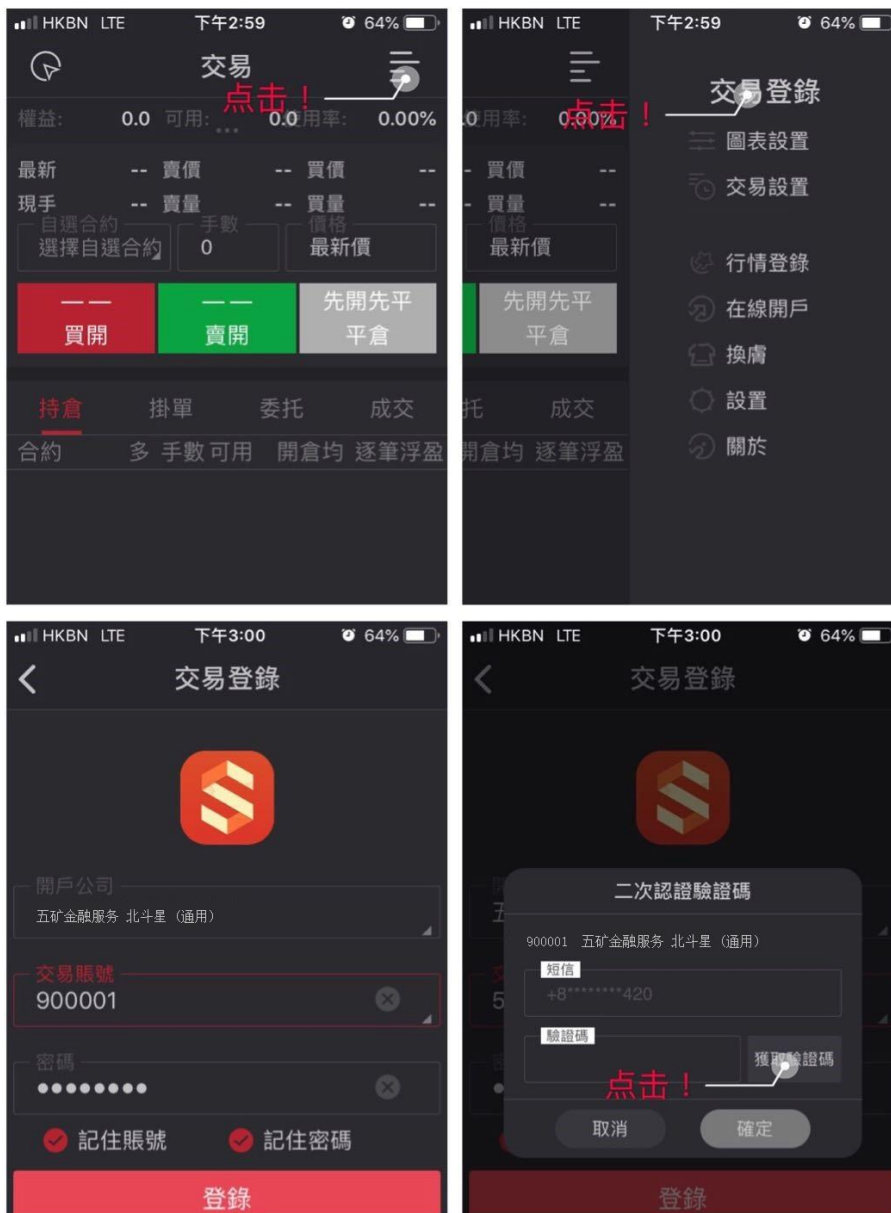 HKBN LTE 下午2:59 64%
交易
点击！
權益: 0.0 可用: ... 0.0 使用率: 0.00%
最新 -- 賣價 -- 買價 --
現手 -- 賣量 -- 買量 --
自選合約 手數 價格
選擇自選合約 0 最新價
—— —— 先開先平
買開 賣開 平倉
持倉 掛單 委托 成交
合約 多 手數 可用 開倉均 逐筆浮盈
HKBN LTE 下午2:59 64%
点击！
交易登錄
.0 使用率: 0.00%
圖表設置
- 買價 --
交易設置
- 買量 --
價格
最新價
行情登錄
先開先平
在線開戶
平倉
換膚
設置
托 成交
關於
開倉均 逐筆浮盈
HKBN LTE 下午3:00 64%
交易登錄
開戶公司
五矿金融服务 北斗星（通用）
交易賬號
900001
密碼
記住賬號 記住密碼
登錄
HKBN LTE 下午3:00 64%
交易登錄
二次認證驗證碼
900001 五矿金融服务 北斗星（通用）
短信
+8********420
驗證碼
獲取驗證碼
点击！
取消 確定
登錄